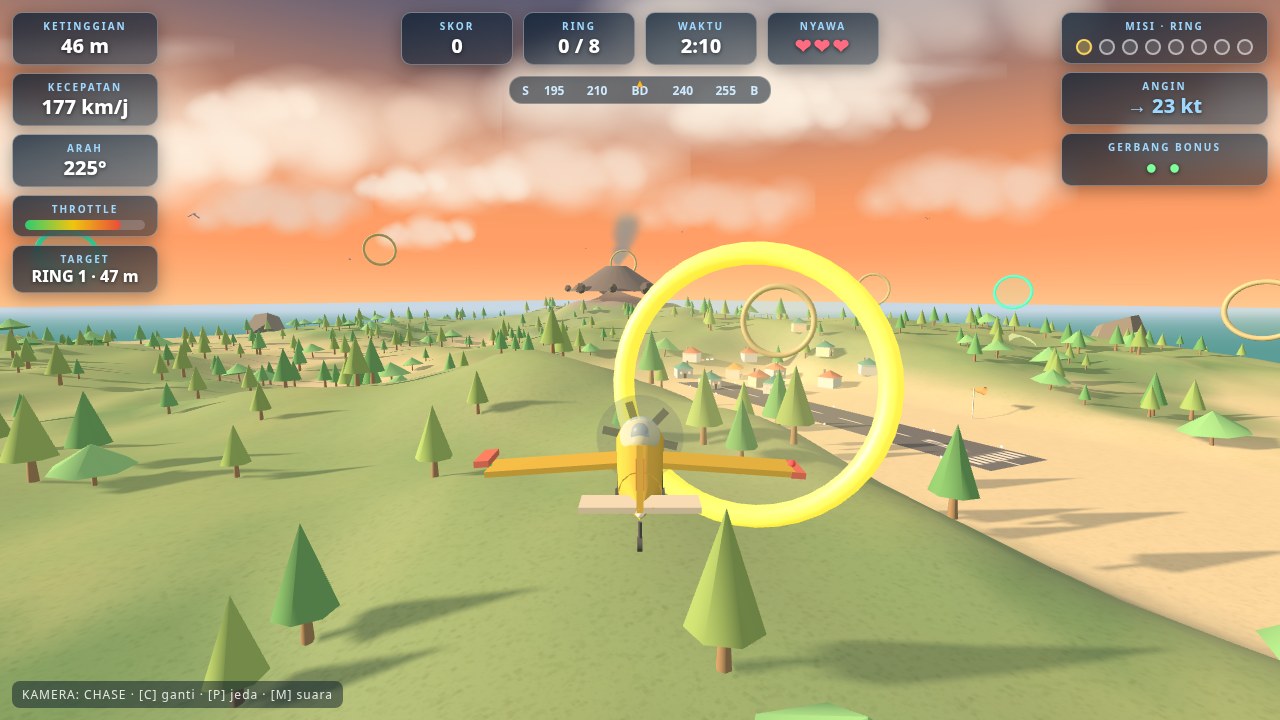 KETINGGIAN
46 m
KECEPATAN
177 km/j
ARAH
225°
THROTTLE
TARGET
RING 1 · 47 m
SKOR
0
RING
0 / 8
WAKTU
2:10
NYAWA
S 195 210 BD 240 255 B
MISI · RING
ANGIN
→ 23 kt
GERBANG BONUS
KAMERA: CHASE · [C] ganti · [P] jeda · [M] suara